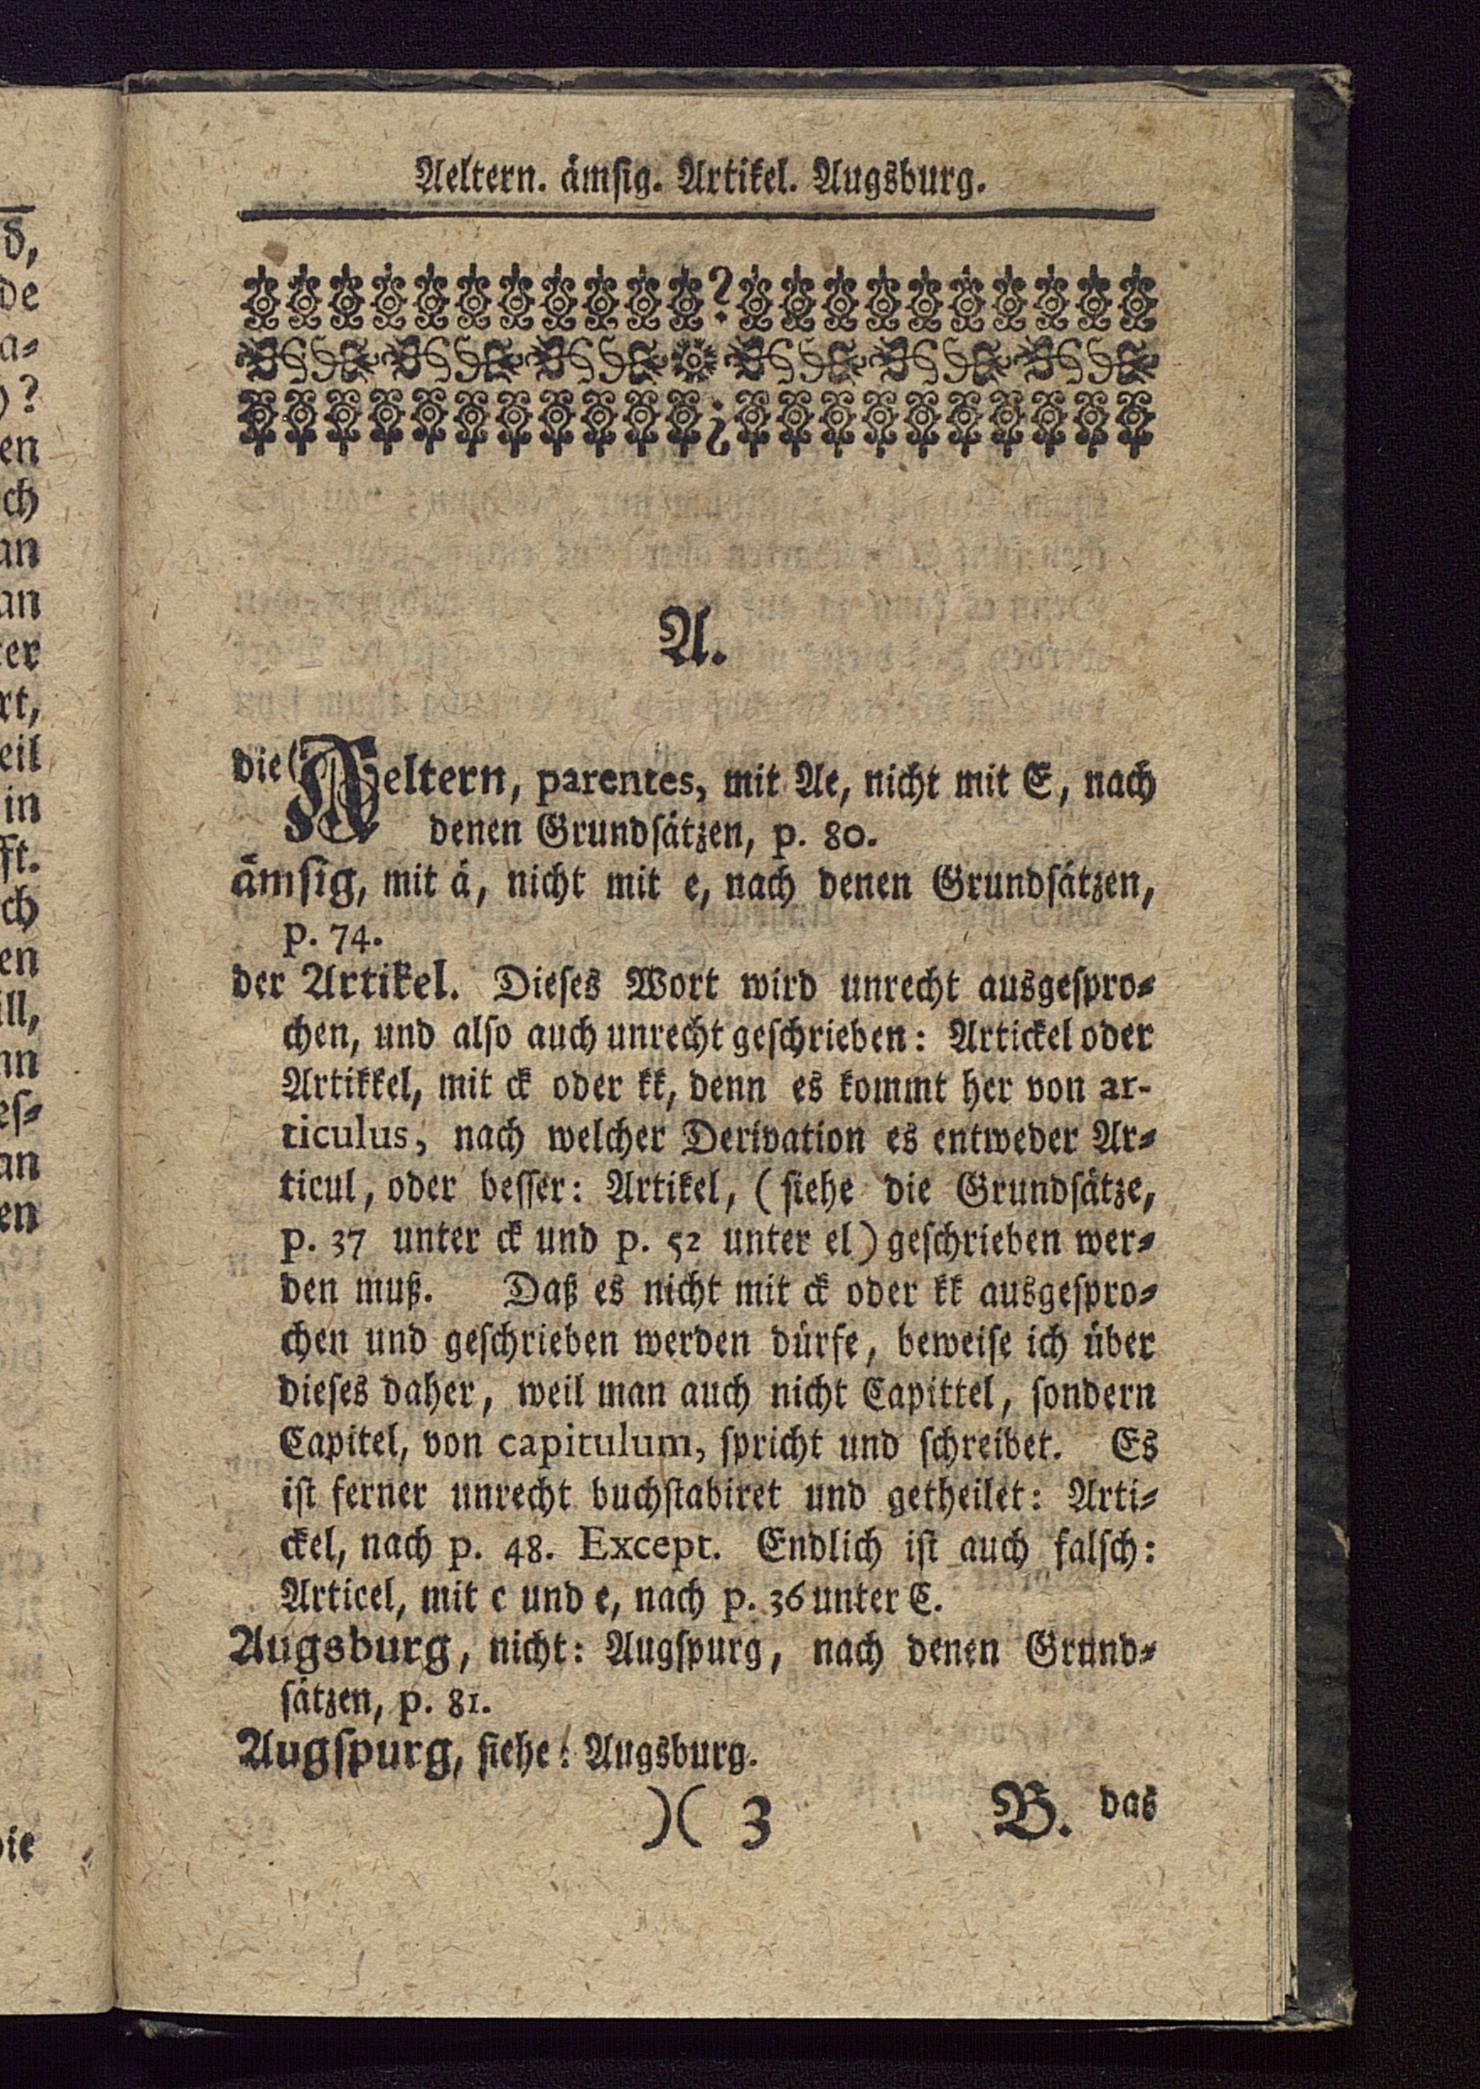 Aeltern. ämsig. Artikel. Augsburg.
A.
die Aeltern, parentes, mit Ae, nicht mit E, nach
denen Grundsätzen, p. 80.
ämsig, mit ä, nicht mit e, nach denen Grundsätzen,
p. 74.
der Artikel. Dieses Wort wird unrecht ausgespro-
chen, und also auch unrecht geschrieben: Artickel oder
Artikkel, mit ck oder kk, denn es kommt her von ar-
ticulus, nach welcher Derivation es entweder Ar-
ticul, oder besser: Artikel, (siehe die Grundsätze,
p. 37 unter ck und p. 52 unter el) geschrieben wer-
den muß. Daß es nicht mit ck oder kk ausgespro-
chen und geschrieben werden dürfe, beweise ich über
dieses daher, weil man auch nicht Capittel, sondern
Capitel, von capitulum, spricht und schreibet. Es
ist ferner unrecht buchstabiret und getheilet: Arti-
ckel, nach p. 48. Except. Endlich ist auch falsch:
Articel, mit c und e, nach p. 36 unter C.
Augsburg, nicht: Augspurg, nach denen Grund-
sätzen, p. 81.
Augspurg, siehe: Augsburg.
)( 3 B. das